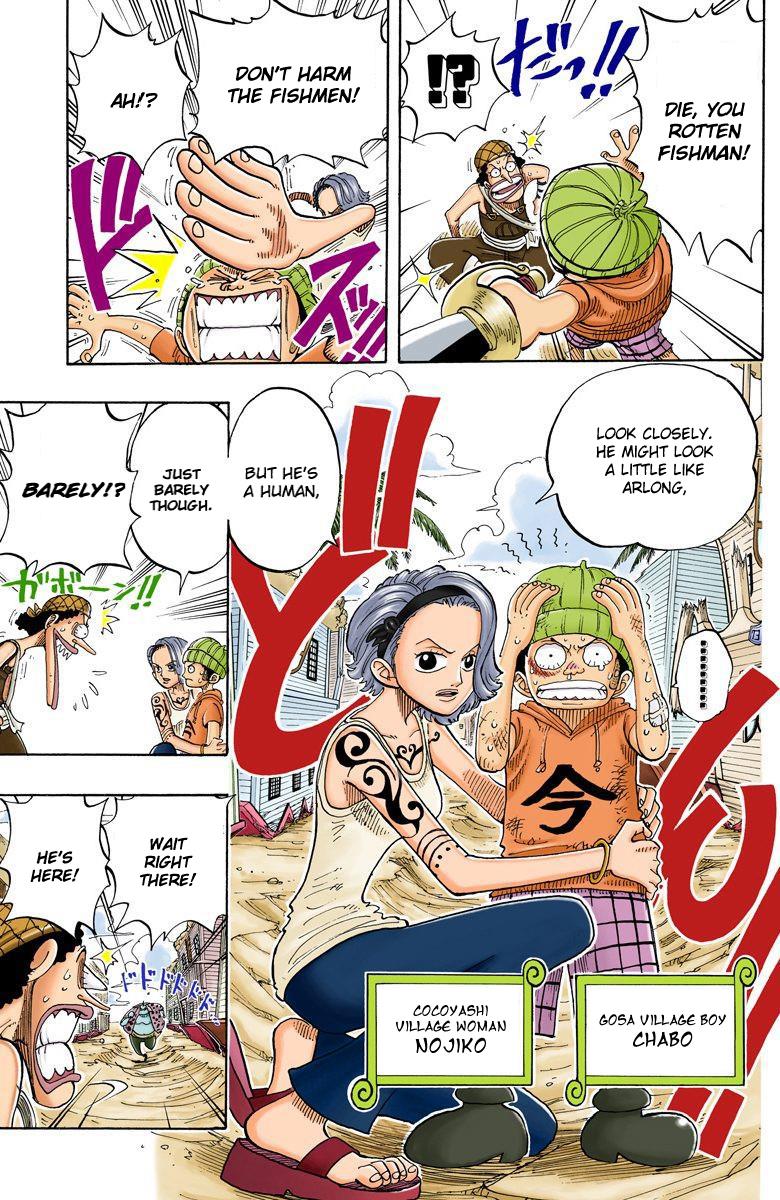 DIE, YOU
ROTTEN
FISHMAN!
だっ!!
!?
DON'T HARM
THE FISHMEN!
AH!?
ドズッ!!
LOOK CLOSELY.
HE MIGHT LOOK
A LITTLE LIKE
ARLONG,
BUT HE'S
A HUMAN,
今
ど
COCOYASHI
VILLAGE WOMAN
NOJIKO
GOSA VILLAGE BOY
CHABO
JUST
BARELY
THOUGH.
BARELY!?
ガボーン!!
WAIT
RIGHT
THERE!
HE'S
HERE!
ドドドドドド